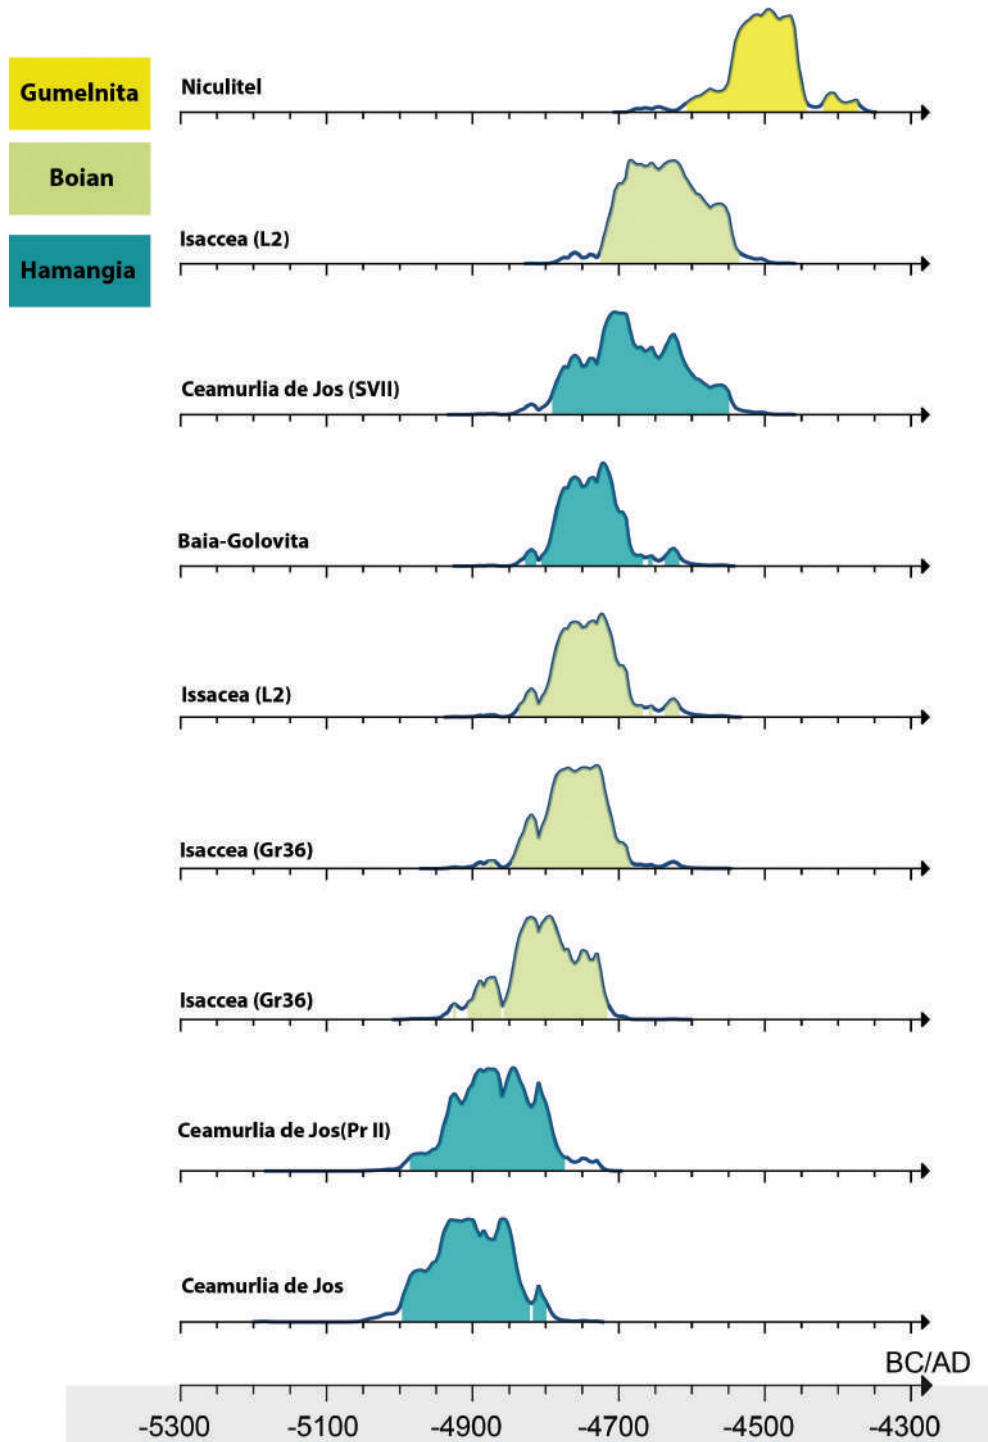 Gumelnita
Boian
Hamangia
Niculitel
Isaccea (L2)
Ceamurlia de Jos (SVII)
Baia-Golovita
Issacea (L2)
Isaccea (Gr36)
Isaccea (Gr36)
Ceamurlia de Jos(Pr II)
Ceamurlia de Jos
BC/AD
-5300 -5100 -4900 -4700 -4500 -4300